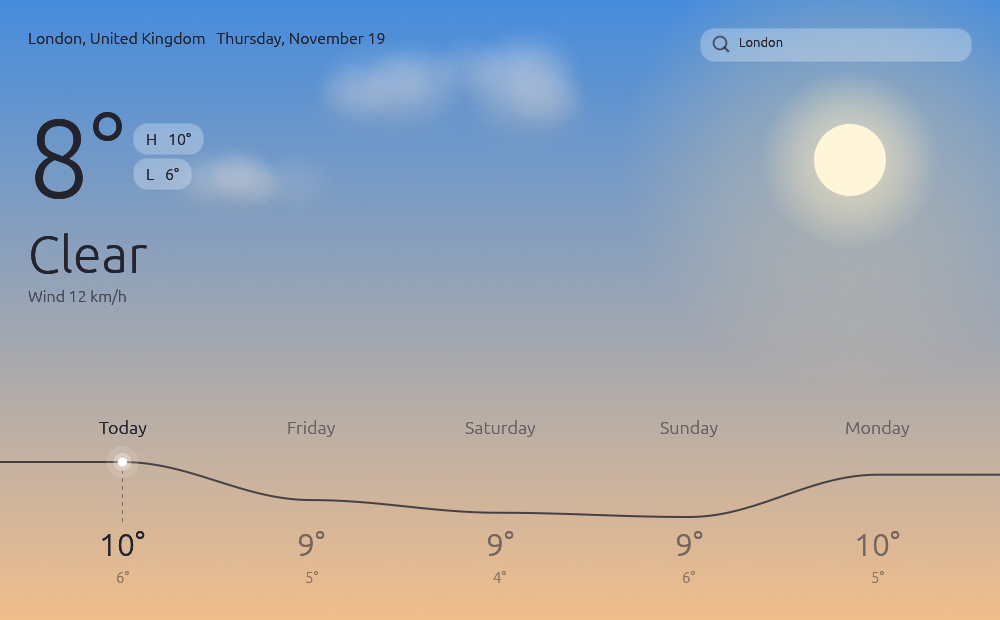 London, United Kingdom Thursday, November 19
London
8°
H 10°
L 6°
Clear
Wind 12 km/h
Today Friday Saturday Sunday Monday
10° 9° 9° 9° 10°
6° 5° 4° 6° 5°